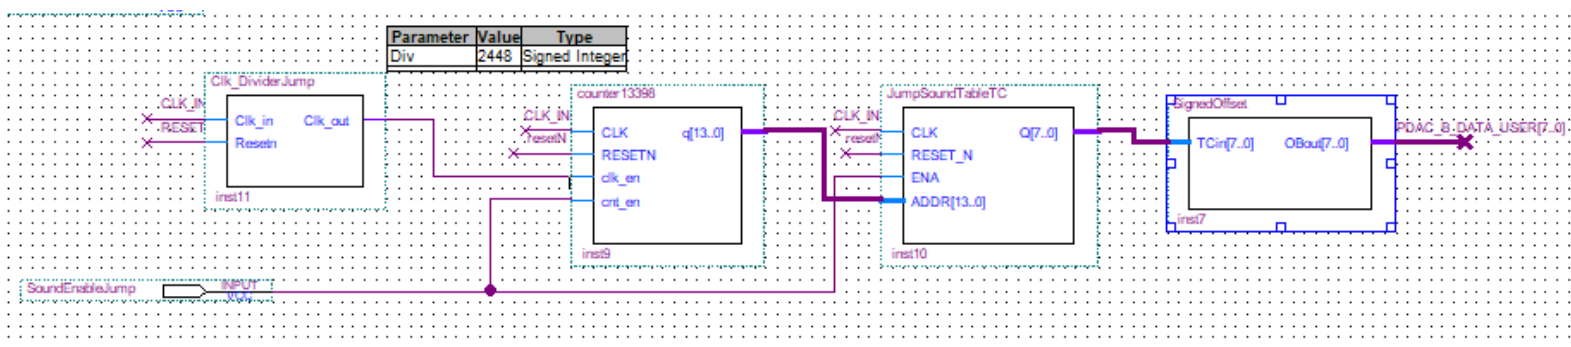 Parameter Value Type
Div 2448 Signed Integer
Clk_DividerJump
CLK_IN
RESET
Clk_in Clk_out
Resetn
inst11
counter13398
CLK_IN
resetN
CLK q[13..0]
RESETN
clk_en
cnt_en
inst9
JumpSoundTableTC
CLK_IN
resetN
CLK Q[7..0]
RESET_N
ENA
ADDR[13..0]
inst10
SignedOffset
TCin[7..0] OBout[7..0]
inst7
PDAC_B_DATA_USER[7..0]
SoundEnableJump
INPUT
VCC